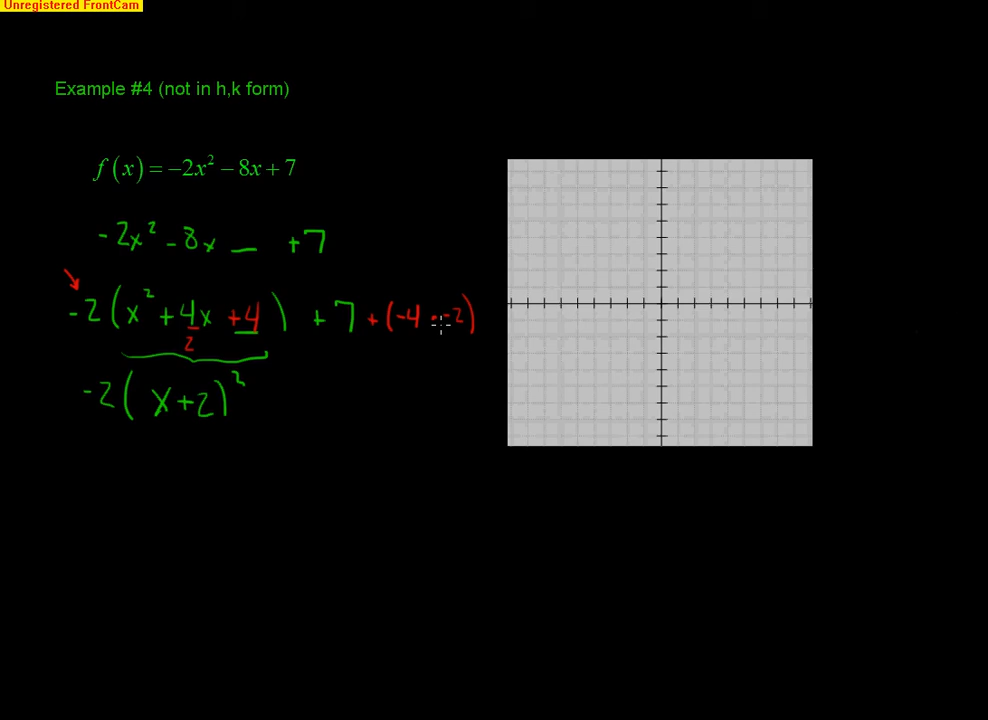 Unregistered FrontCam
Example #4 (not in h,k form)
f(x) = −2x² − 8x + 7
-2x² - 8x _ +7
-2(x² + 4x + 4) + 7 + (-4 · -2)
2
-2(x+2)²